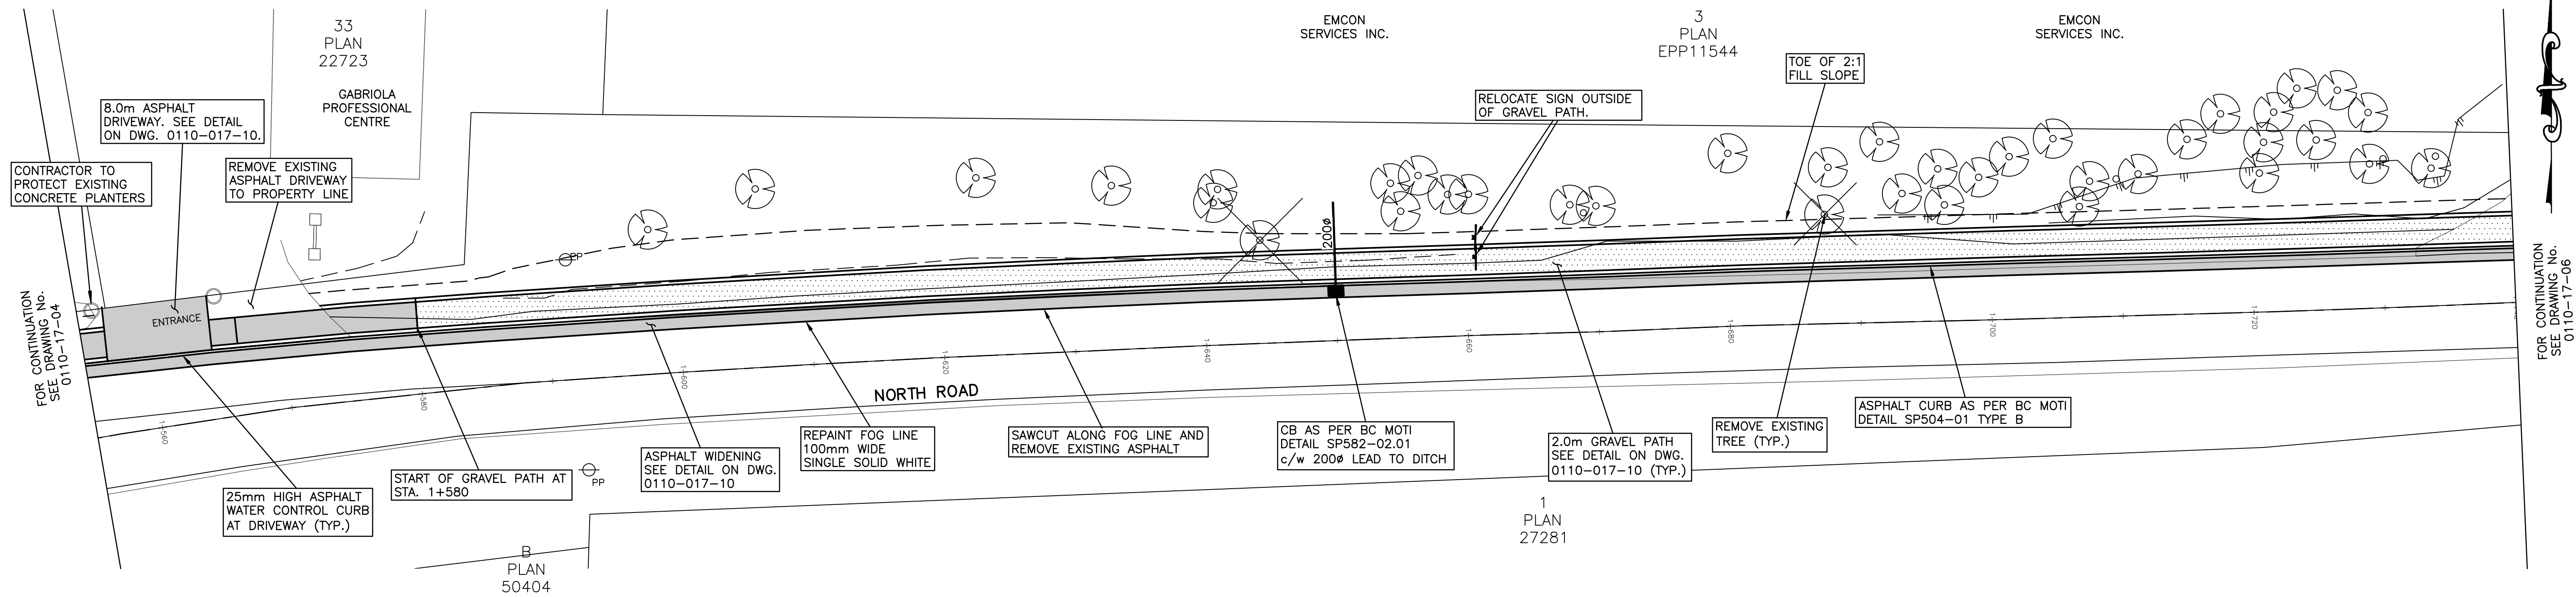 33
PLAN
22723
GABRIOLA
PROFESSIONAL
CENTRE
EMCON
SERVICES INC.
3
PLAN
EPP11544
EMCON
SERVICES INC.
TOE OF 2:1
FILL SLOPE
8.0m ASPHALT
DRIVEWAY. SEE DETAIL
ON DWG. 0110-017-10.
RELOCATE SIGN OUTSIDE
OF GRAVEL PATH.
CONTRACTOR TO
PROTECT EXISTING
CONCRETE PLANTERS
REMOVE EXISTING
ASPHALT DRIVEWAY
TO PROPERTY LINE
200ø
PP
ENTRANCE
FOR CONTINUATION
SEE DRAWING No.
0110-17-04
FOR CONTINUATION
SEE DRAWING No.
0110-17-06
1+560
1+580
1+600
1+620
1+640
1+660
1+680
1+700
1+720
NORTH ROAD
25mm HIGH ASPHALT
WATER CONTROL CURB
AT DRIVEWAY (TYP.)
START OF GRAVEL PATH AT
STA. 1+580
PP
ASPHALT WIDENING
SEE DETAIL ON DWG.
0110-017-10
REPAINT FOG LINE
100mm WIDE
SINGLE SOLID WHITE
SAWCUT ALONG FOG LINE AND
REMOVE EXISTING ASPHALT
CB AS PER BC MOTI
DETAIL SP582-02.01
c/w 200ø LEAD TO DITCH
2.0m GRAVEL PATH
SEE DETAIL ON DWG.
0110-017-10 (TYP.)
REMOVE EXISTING
TREE (TYP.)
ASPHALT CURB AS PER BC MOTI
DETAIL SP504-01 TYPE B
B
PLAN
50404
1
PLAN
27281